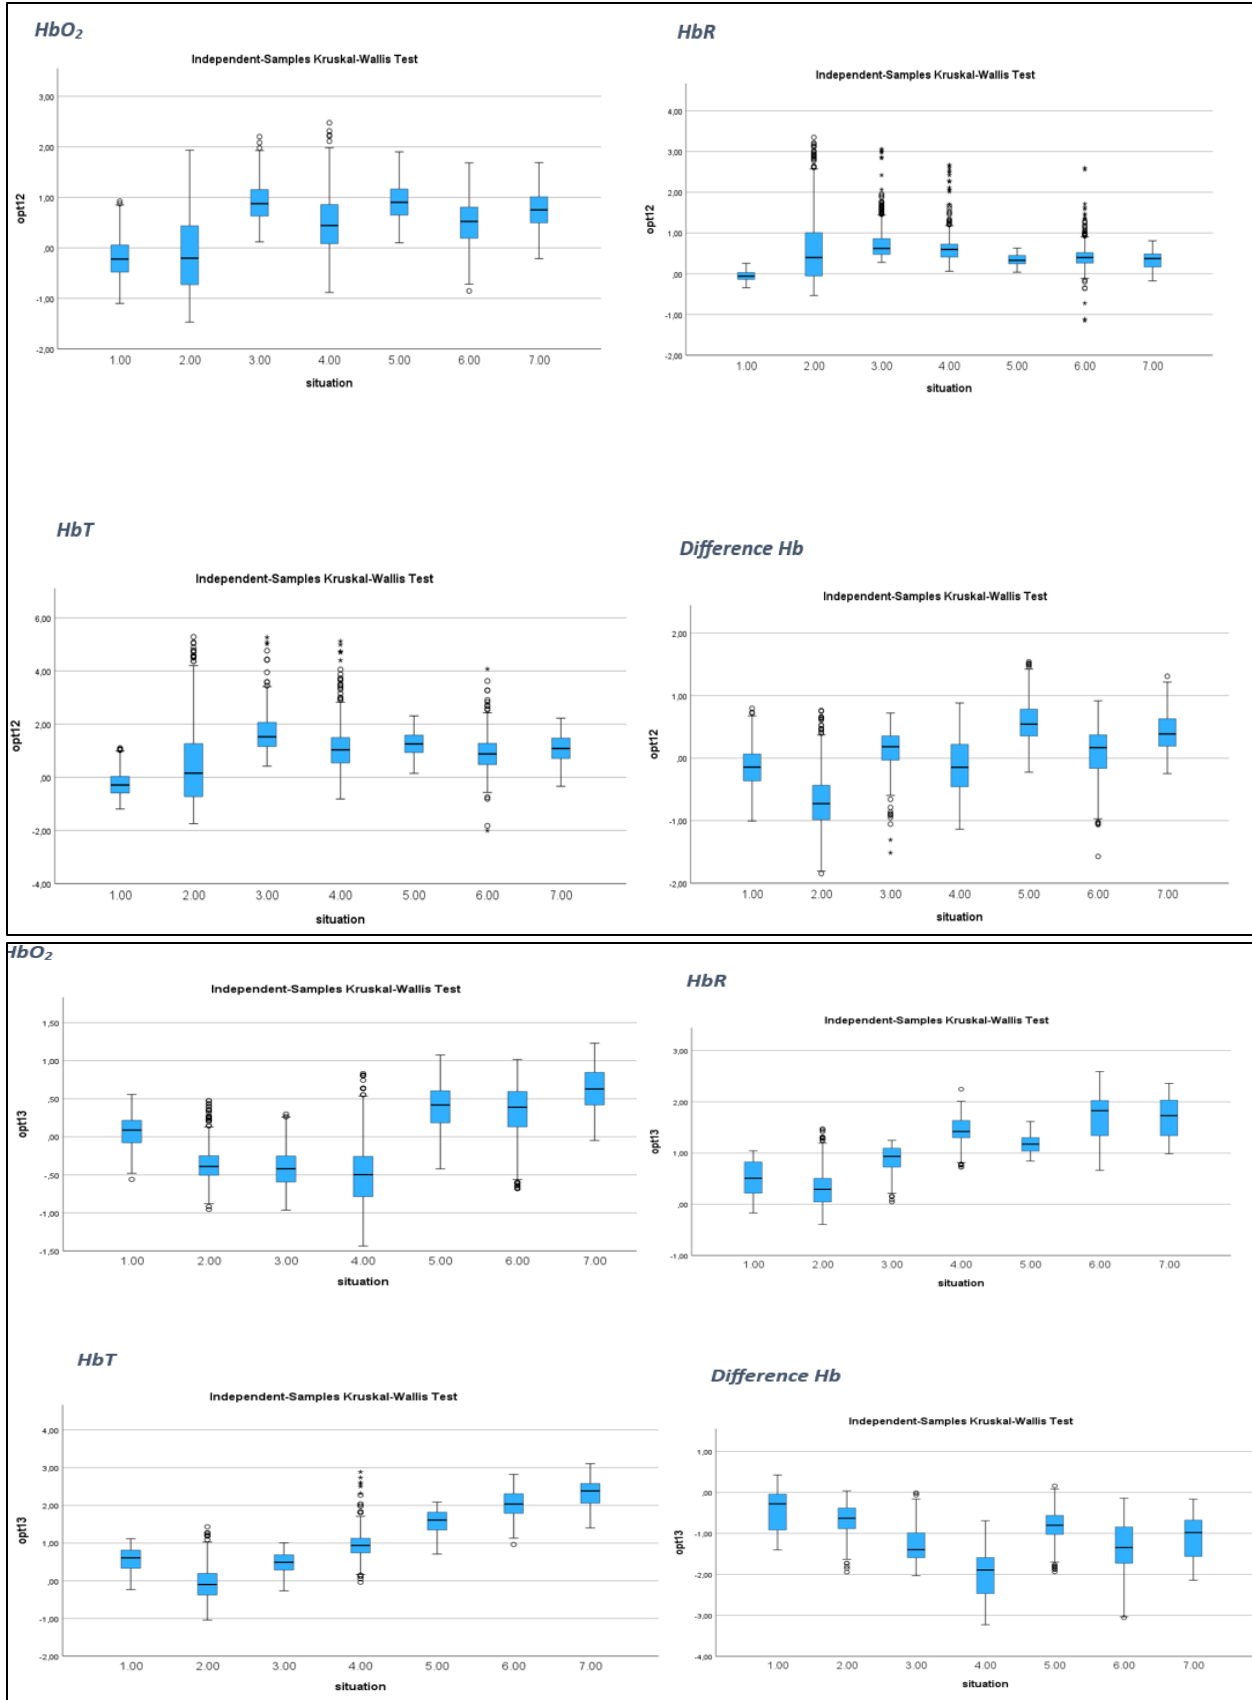 HbO₂
Independent-Samples Kruskal-Wallis Test
3,00
2,00
1,00
,00
-1,00
-2,00
opt12
1.00 2.00 3.00 4.00 5.00 6.00 7.00
situation
HbR
Independent-Samples Kruskal-Wallis Test
4,00
3,00
2,00
1,00
,00
-1,00
-2,00
opt12
1.00 2.00 3.00 4.00 5.00 6.00 7.00
situation
HbT
Independent-Samples Kruskal-Wallis Test
6,00
4,00
2,00
,00
-2,00
-4,00
opt12
1.00 2.00 3.00 4.00 5.00 6.00 7.00
situation
Difference Hb
Independent-Samples Kruskal-Wallis Test
2,00
1,00
,00
-1,00
-2,00
opt12
1.00 2.00 3.00 4.00 5.00 6.00 7.00
situation
HbO₂
Independent-Samples Kruskal-Wallis Test
1,50
1,00
,50
,00
-,50
-1,00
-1,50
opt13
1.00 2.00 3.00 4.00 5.00 6.00 7.00
situation
HbR
Independent-Samples Kruskal-Wallis Test
3,00
2,00
1,00
,00
-1,00
opt13
1.00 2.00 3.00 4.00 5.00 6.00 7.00
situation
HbT
Independent-Samples Kruskal-Wallis Test
4,00
3,00
2,00
1,00
,00
-1,00
-2,00
opt13
1.00 2.00 3.00 4.00 5.00 6.00 7.00
situation
Difference Hb
Independent-Samples Kruskal-Wallis Test
1,00
,00
-1,00
-2,00
-3,00
-4,00
opt13
1.00 2.00 3.00 4.00 5.00 6.00 7.00
situation